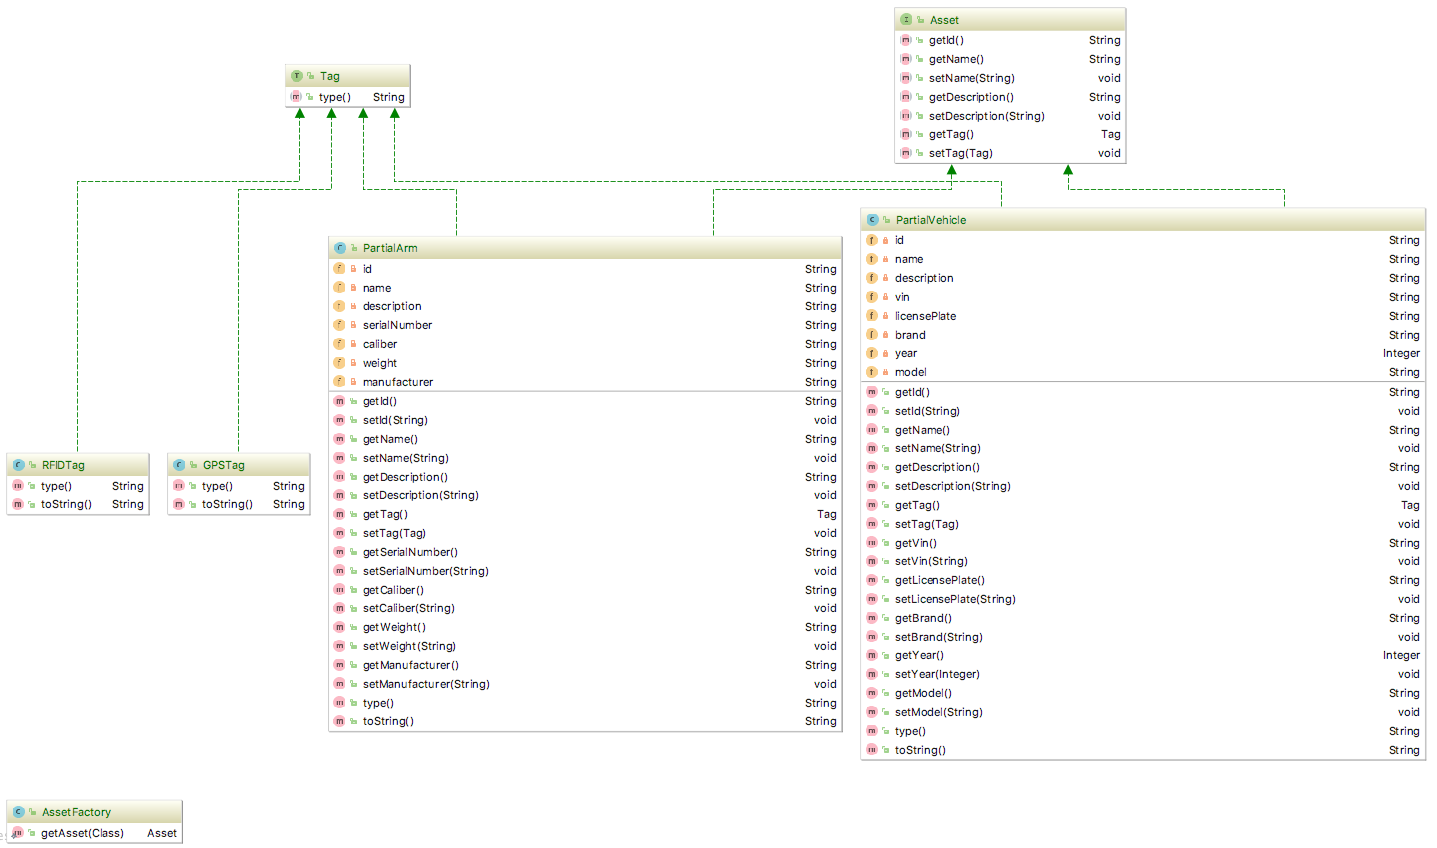 Asset
getId() String
getName() String
setName(String) void
getDescription() String
setDescription(String) void
getTag() Tag
setTag(Tag) void
Tag
type() String
PartialArm
id String
name String
description String
serialNumber String
caliber String
weight String
manufacturer String
getId() String
setId(String) void
getName() String
setName(String) void
getDescription() String
setDescription(String) void
getTag() Tag
setTag(Tag) void
getSerialNumber() String
setSerialNumber(String) void
getCaliber() String
setCaliber(String) void
getWeight() String
setWeight(String) void
getManufacturer() String
setManufacturer(String) void
type() String
toString() String
PartialVehicle
id String
name String
description String
vin String
licensePlate String
brand String
year Integer
model String
getId() String
setId(String) void
getName() String
setName(String) void
getDescription() String
setDescription(String) void
getTag() Tag
setTag(Tag) void
getVin() String
setVin(String) void
getLicensePlate() String
setLicensePlate(String) void
getBrand() String
setBrand(String) void
getYear() Integer
setYear(Integer) void
getModel() String
setModel(String) void
type() String
toString() String
RFIDTag
type() String
toString() String
GPSTag
type() String
toString() String
AssetFactory
getAsset(Class) Asset